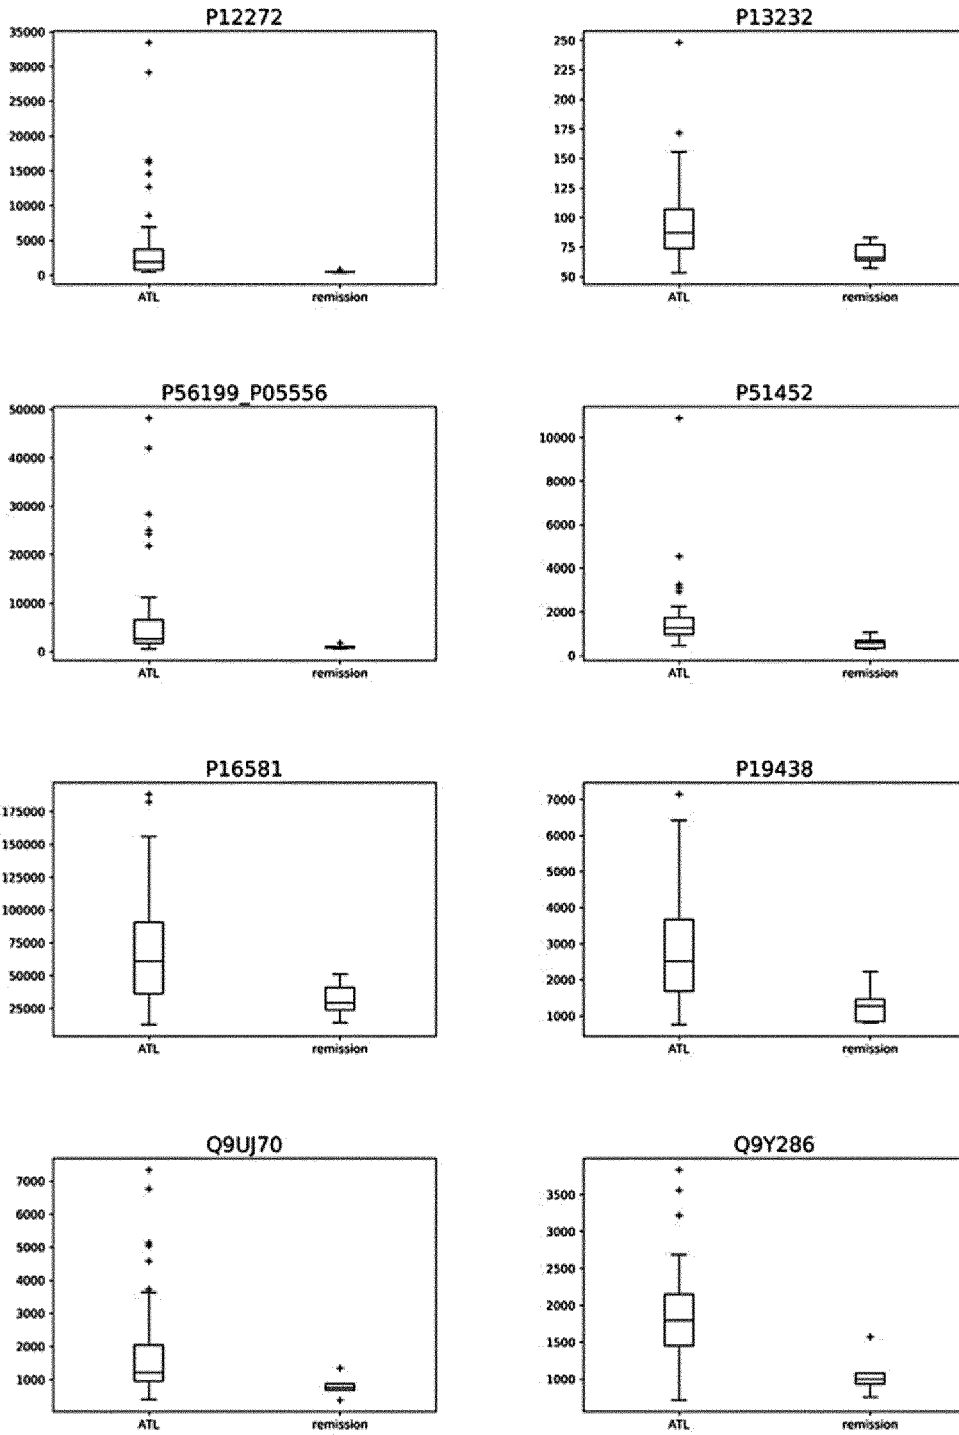 P12272
P13232
35000
30000
25000
20000
15000
10000
5000
0
ATL
remission
250
225
200
175
150
125
100
75
50
ATL
remission
P56199_P05556
P51452
50000
40000
30000
20000
10000
0
ATL
remission
10000
8000
6000
4000
2000
0
ATL
remission
P16581
P19438
175000
150000
125000
100000
75000
50000
25000
ATL
remission
7000
6000
5000
4000
3000
2000
1000
ATL
remission
Q9UJ70
Q9Y286
7000
6000
5000
4000
3000
2000
1000
ATL
remission
3500
3000
2500
2000
1500
1000
ATL
remission